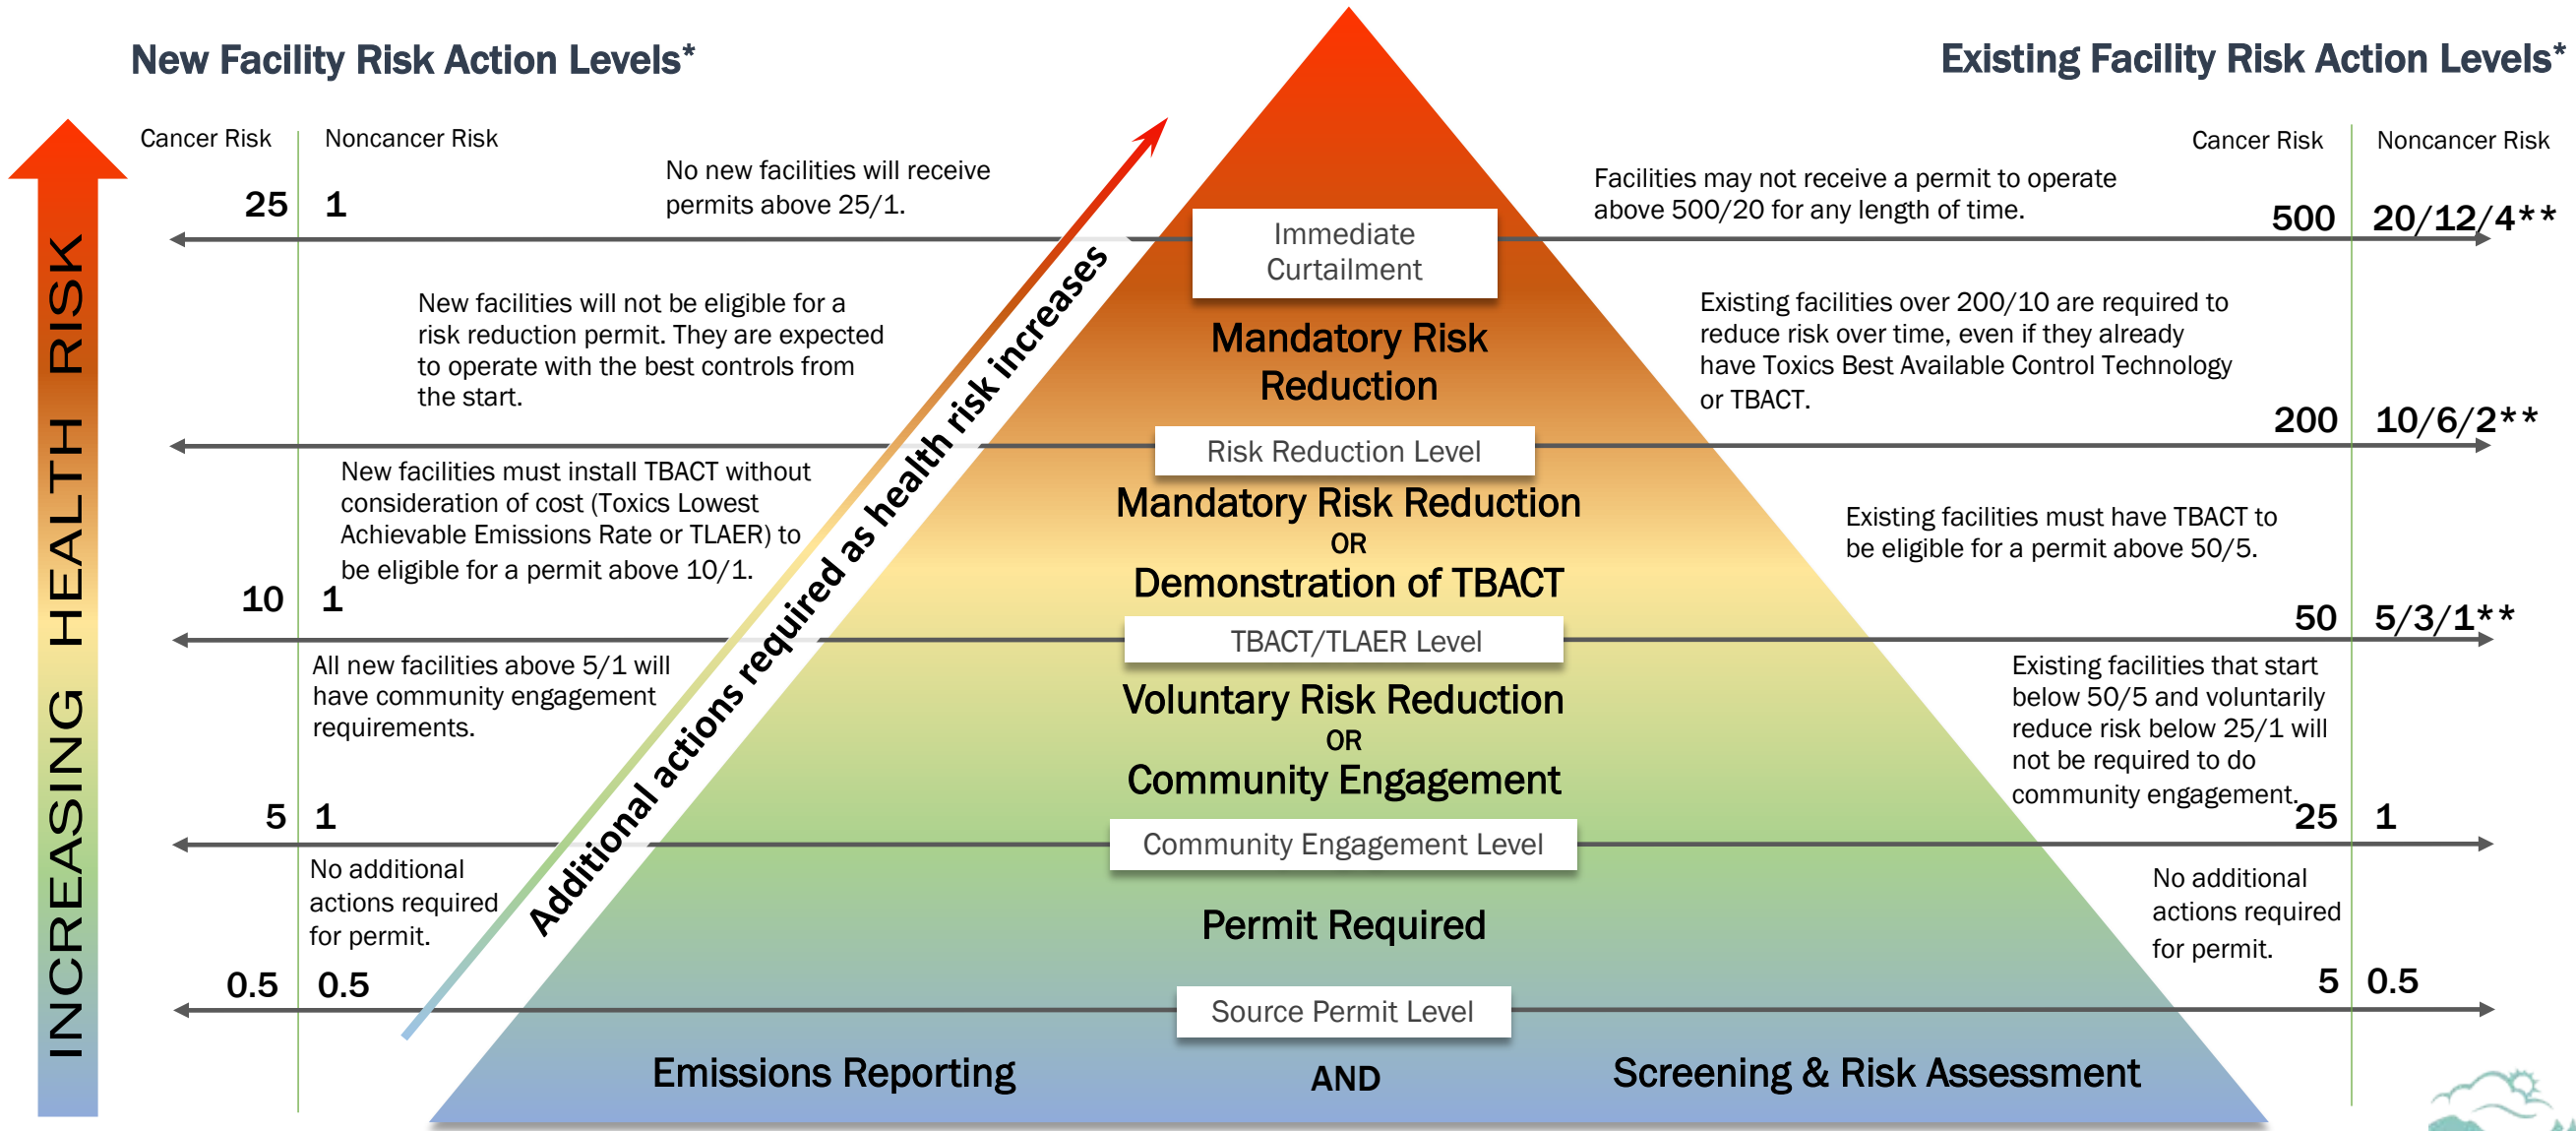 New Facility Risk Action Levels*
Existing Facility Risk Action Levels*
INCREASING HEALTH RISK
Cancer Risk
Noncancer Risk
25
1
No new facilities will receive
permits above 25/1.
New facilities will not be eligible for a
risk reduction permit. They are expected
to operate with the best controls from
the start.
New facilities must install TBACT without
consideration of cost (Toxics Lowest
Achievable Emissions Rate or TLAER) to
be eligible for a permit above 10/1.
10
1
All new facilities above 5/1 will
have community engagement
requirements.
5
1
No additional
actions required
for permit.
0.5
0.5
Additional actions required as health risk increases
Immediate
Curtailment
Mandatory Risk
Reduction
Risk Reduction Level
Mandatory Risk Reduction
OR
Demonstration of TBACT
TBACT/TLAER Level
Voluntary Risk Reduction
OR
Community Engagement
Community Engagement Level
Permit Required
Source Permit Level
Emissions Reporting
AND
Screening & Risk Assessment
Cancer Risk
Noncancer Risk
Facilities may not receive a permit to operate
above 500/20 for any length of time.
500
20/12/4**
Existing facilities over 200/10 are required to
reduce risk over time, even if they already
have Toxics Best Available Control Technology
or TBACT.
200
10/6/2**
Existing facilities must have TBACT to
be eligible for a permit above 50/5.
50
5/3/1**
Existing facilities that start
below 50/5 and voluntarily
reduce risk below 25/1 will
not be required to do
community engagement.
25
1
No additional
actions required
for permit.
5
0.5